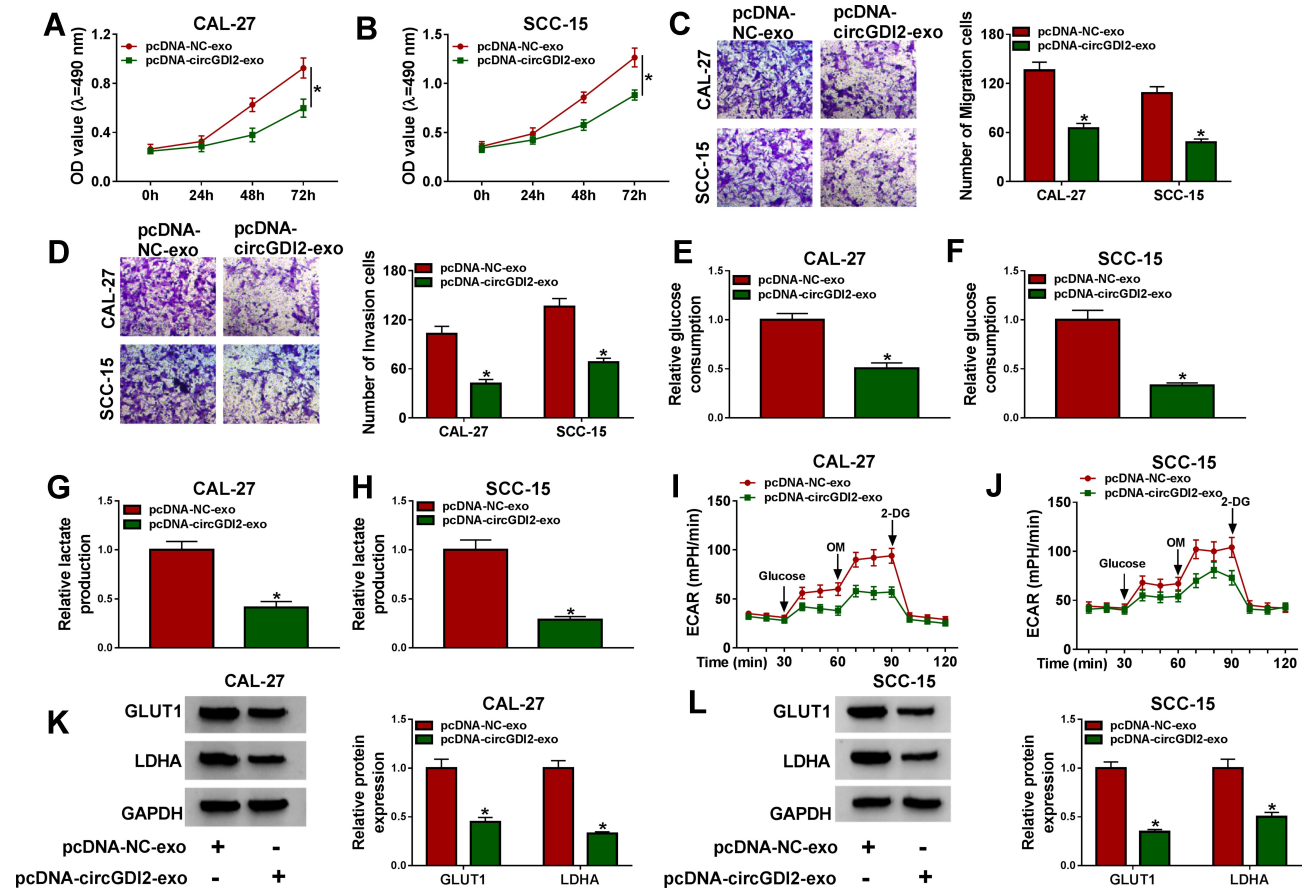 A
CAL-27
OD value (λ=490 nm)
1.2
0.8
0.4
0.0
pcDNA-NC-exo
pcDNA-circGDI2-exo
*
0h 24h 48h 72h
B
SCC-15
OD value (λ=490 nm)
1.5
1.0
0.5
0.0
pcDNA-NC-exo
pcDNA-circGDI2-exo
*
0h 24h 48h 72h
C
pcDNA-
NC-exo
pcDNA-
circGDI2-exo
CAL-27
SCC-15
Number of Migration cells
180
120
60
0
pcDNA-NC-exo
pcDNA-circGDI2-exo
*
*
CAL-27 SCC-15
D
pcDNA-
NC-exo
pcDNA-
circGDI2-exo
CAL-27
SCC-15
Number of Invasion cells
180
120
60
0
pcDNA-NC-exo
pcDNA-circGDI2-exo
*
*
CAL-27 SCC-15
E
CAL-27
Relative glucose
consumption
1.5
1.0
0.5
0.0
pcDNA-NC-exo
pcDNA-circGDI2-exo
*
F
SCC-15
Relative glucose
consumption
1.5
1.0
0.5
0.0
pcDNA-NC-exo
pcDNA-circGDI2-exo
*
G
CAL-27
Relative lactate
production
1.5
1.0
0.5
0.0
pcDNA-NC-exo
pcDNA-circGDI2-exo
*
H
SCC-15
Relative lactate
production
1.5
1.0
0.5
0.0
pcDNA-NC-exo
pcDNA-circGDI2-exo
*
I
CAL-27
pcDNA-NC-exo
pcDNA-circGDI2-exo
ECAR (mPH/min)
150
100
50
0
Glucose
OM
2-DG
Time (min) 30 60 90 120
J
SCC-15
pcDNA-NC-exo
pcDNA-circGDI2-exo
ECAR (mPH/min)
150
100
50
0
Glucose
OM
2-DG
Time (min) 30 60 90 120
K
CAL-27
GLUT1
LDHA
GAPDH
pcDNA-NC-exo + -
pcDNA-circGDI2-exo - +
CAL-27
Relative protein
expression
1.5
1.0
0.5
0.0
pcDNA-NC-exo
pcDNA-circGDI2-exo
*
*
GLUT1 LDHA
L
SCC-15
GLUT1
LDHA
GAPDH
pcDNA-NC-exo + -
pcDNA-circGDI2-exo - +
SCC-15
Relative protein
expression
1.5
1.0
0.5
0.0
pcDNA-NC-exo
pcDNA-circGDI2-exo
*
*
GLUT1 LDHA